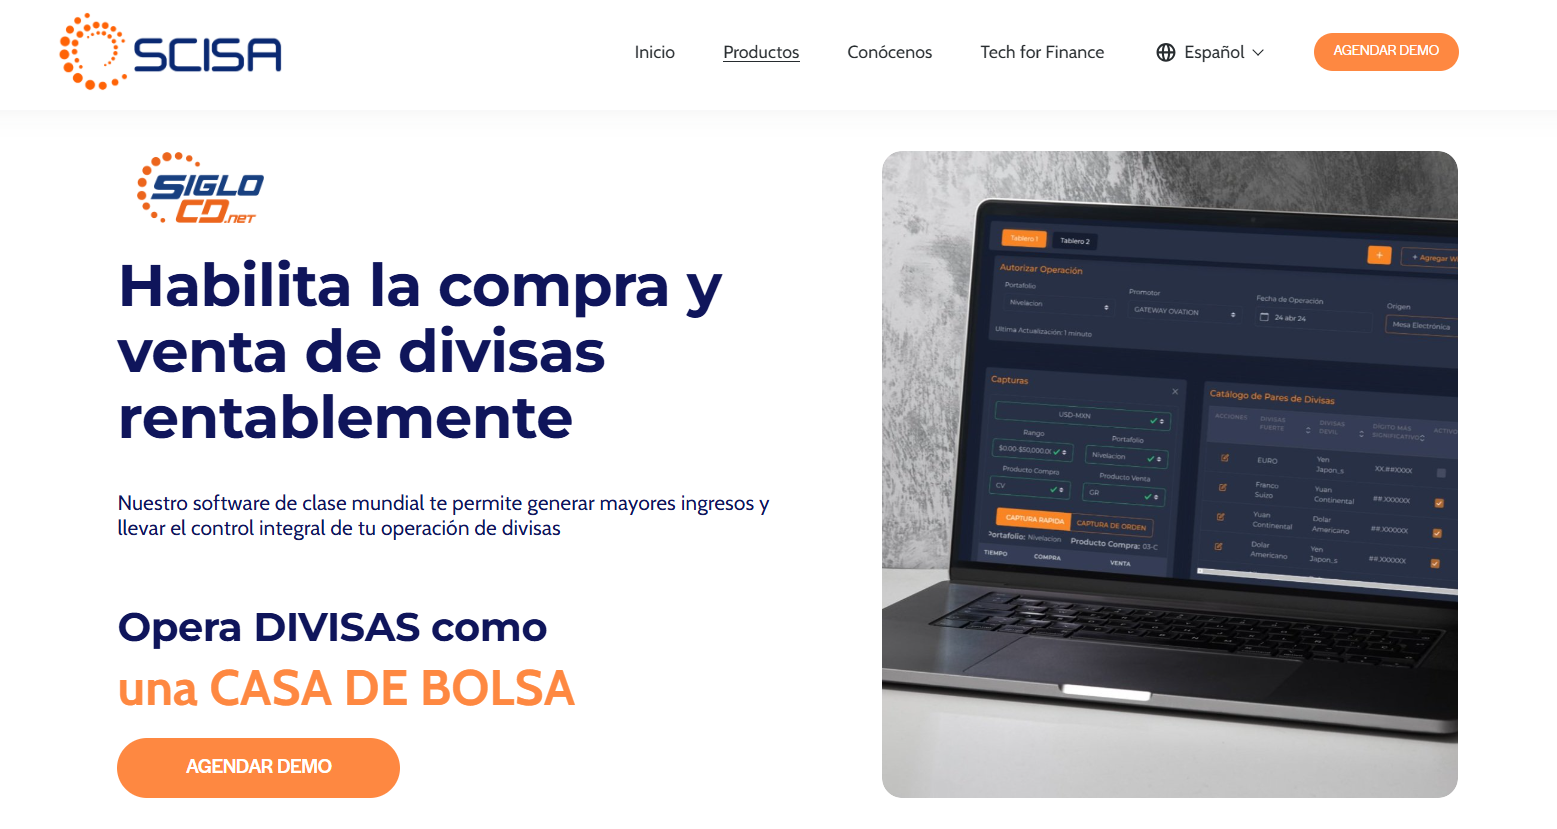 SCISA
Inicio
Productos
Conócenos
Tech for Finance
Español
AGENDAR DEMO
SIGLO
CD.NET
Habilita la compra y
venta de divisas
rentablemente
Nuestro software de clase mundial te permite generar mayores ingresos y
llevar el control integral de tu operación de divisas
Opera DIVISAS como
una CASA DE BOLSA
AGENDAR DEMO
Tablero 1
Tablero 2
+
+ Agregar
Autorizar Operación
Portafolio
Nivelacion
Promotor
GATEWAY OVATION
Fecha de Operación
24 abr 24
Origen
Mesa Electrónica
Ultima Actualización: 1 minuto
Capturas
USD-MXN
Rango
Portafolio
$0.00-$50,000.0
Nivelacion
Producto Compra
Producto Venta
CV
GR
CAPTURA RAPIDA
CAPTURA DE ORDEN
Portafolio: Nivelacion
Producto Compra: 03-C
TIEMPO
COMPRA
VENTA
Catálogo de Pares de Divisas
ACCIONES
DIVISAS
FUERTE
DIVISAS
DEVIL
DIGITO MAS
SIGNIFICATIVO
ACTIVO
EURO
Yen
Japon_s
XX.##XXXX
Franco
Suizo
Yuan
Continental
##.XXXXXX
Yuan
Continental
Dolar
Americano
##.XXXXXX
Dolar
Americano
Yen
Japon_s
##.XXXXXX